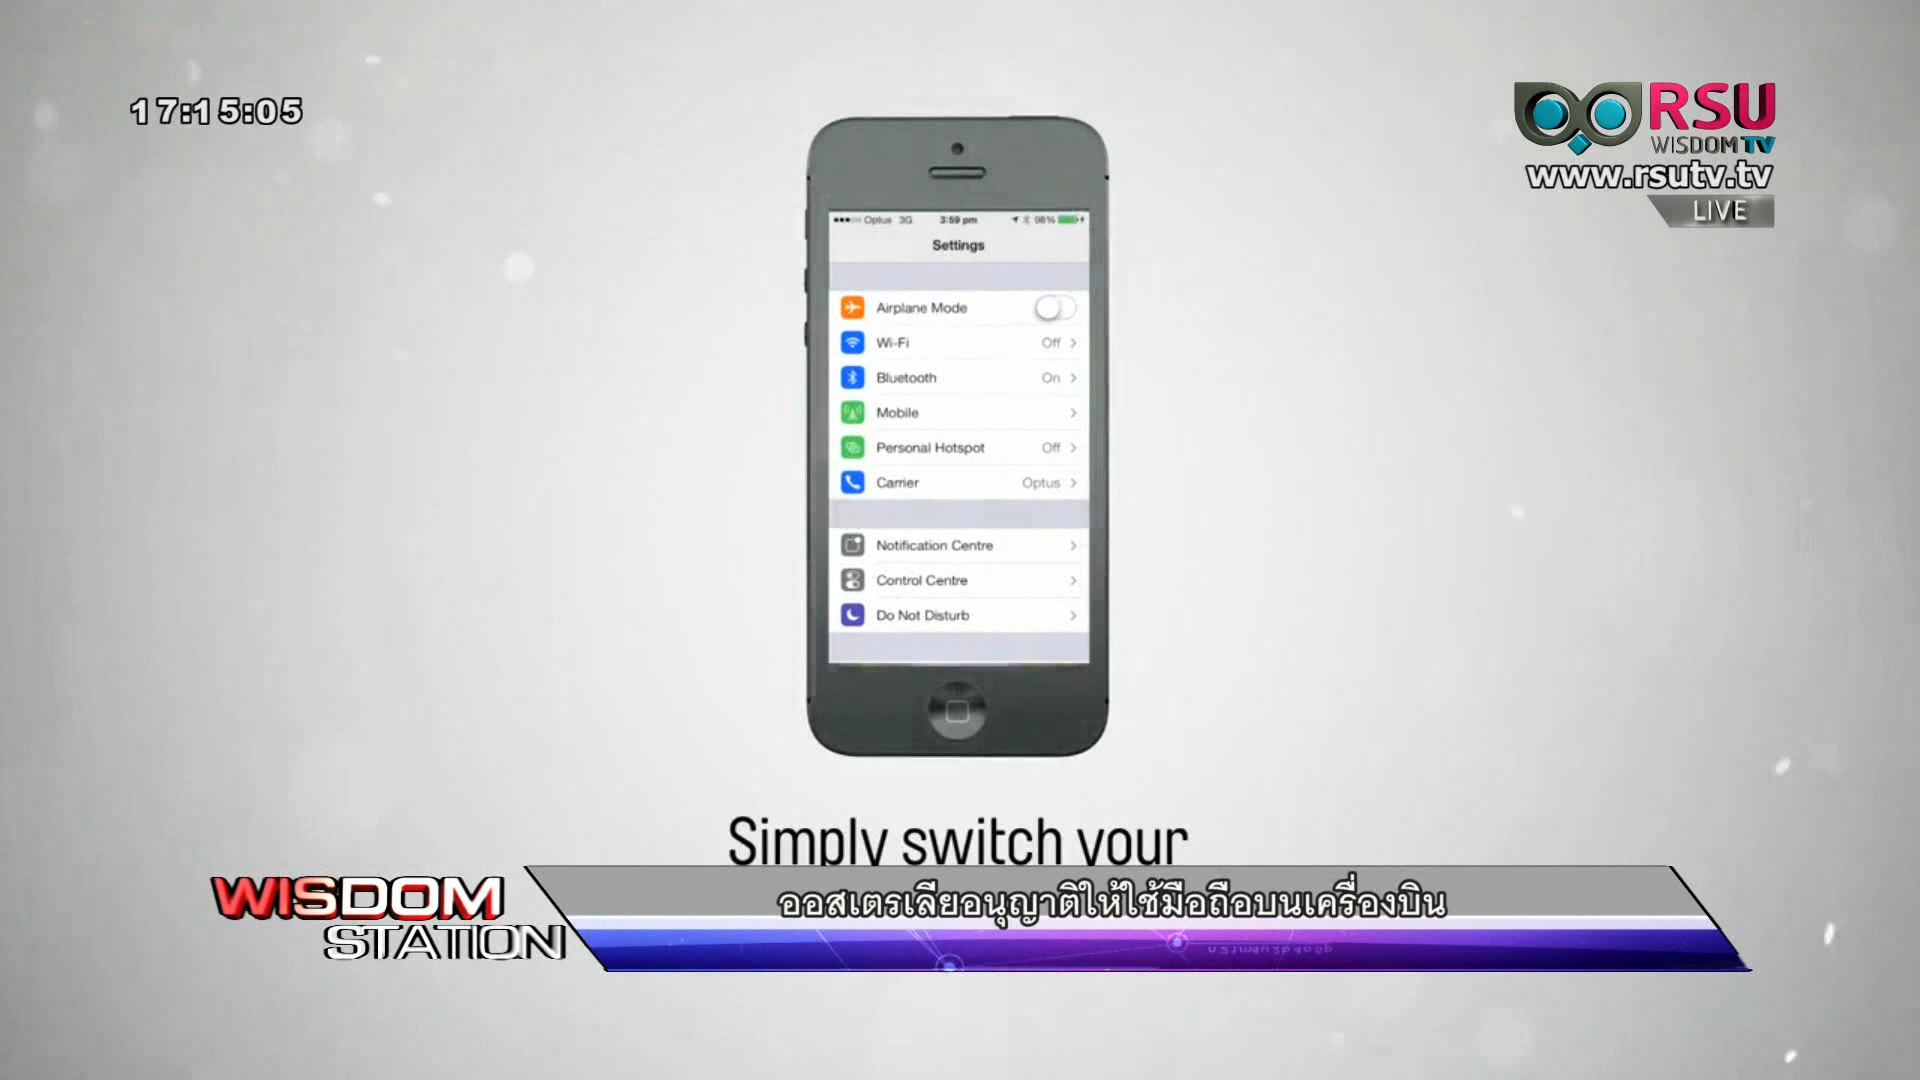 17:15:05
RSU
WISDOM TV
www.rsutv.tv
LIVE
Optus 3G 3:59 pm 98%
Settings
Airplane Mode
Wi-Fi Off
Bluetooth On
Mobile
Personal Hotspot Off
Carrier Optus
Notification Centre
Control Centre
Do Not Disturb
Simply switch your
WISDOM
STATION
ออสเตรเลียอนุญาติให้ใช้มือถือบนเครื่องบิน